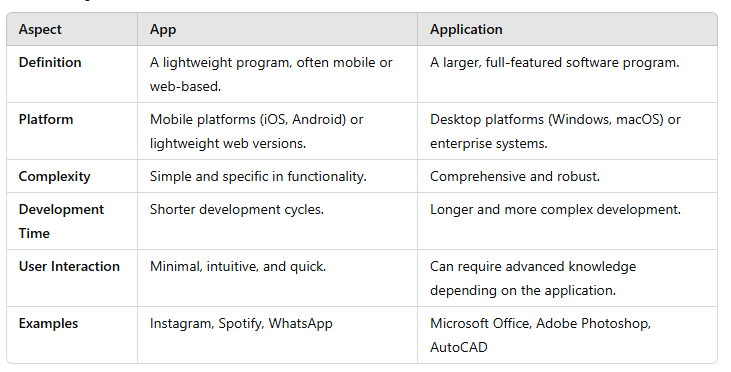 Aspect App Application
Definition A lightweight program, often mobile or A larger, full-featured software program.
web-based.
Platform Mobile platforms (iOS, Android) or Desktop platforms (Windows, macOS) or
lightweight web versions. enterprise systems.
Complexity Simple and specific in functionality. Comprehensive and robust.
Development Shorter development cycles. Longer and more complex development.
Time
User Interaction Minimal, intuitive, and quick. Can require advanced knowledge
depending on the application.
Examples Instagram, Spotify, WhatsApp Microsoft Office, Adobe Photoshop,
AutoCAD